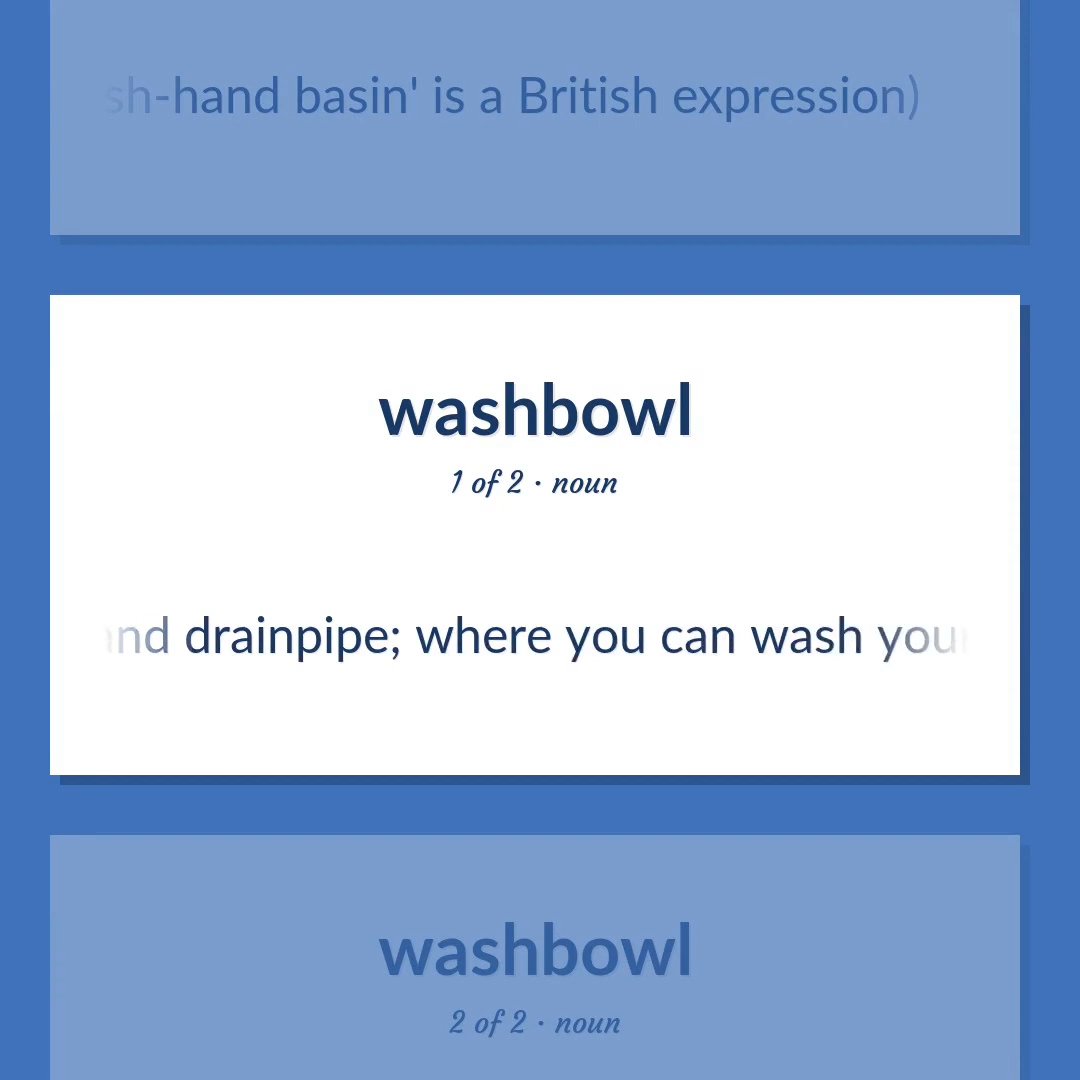 sh-hand basin' is a British expression)
washbowl
1 of 2 · noun
nd drainpipe; where you can wash your
washbowl
2 of 2 · noun